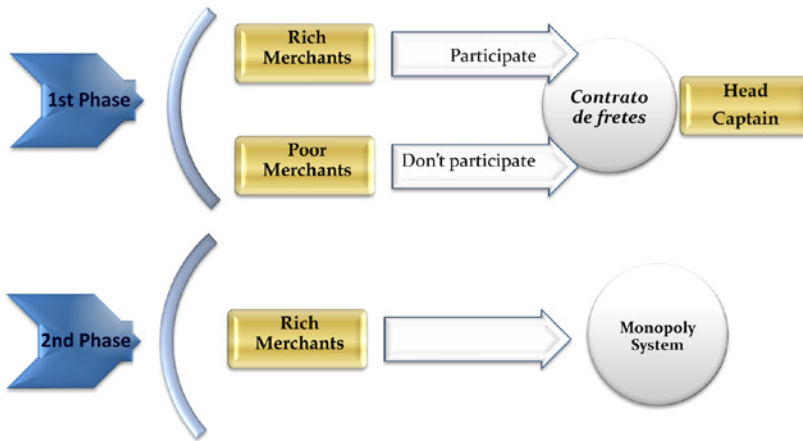 1st Phase
Rich
Merchants
Participate
Poor
Merchants
Don't participate
Contrato
de fretes
Head
Captain
2nd Phase
Rich
Merchants
Monopoly
System